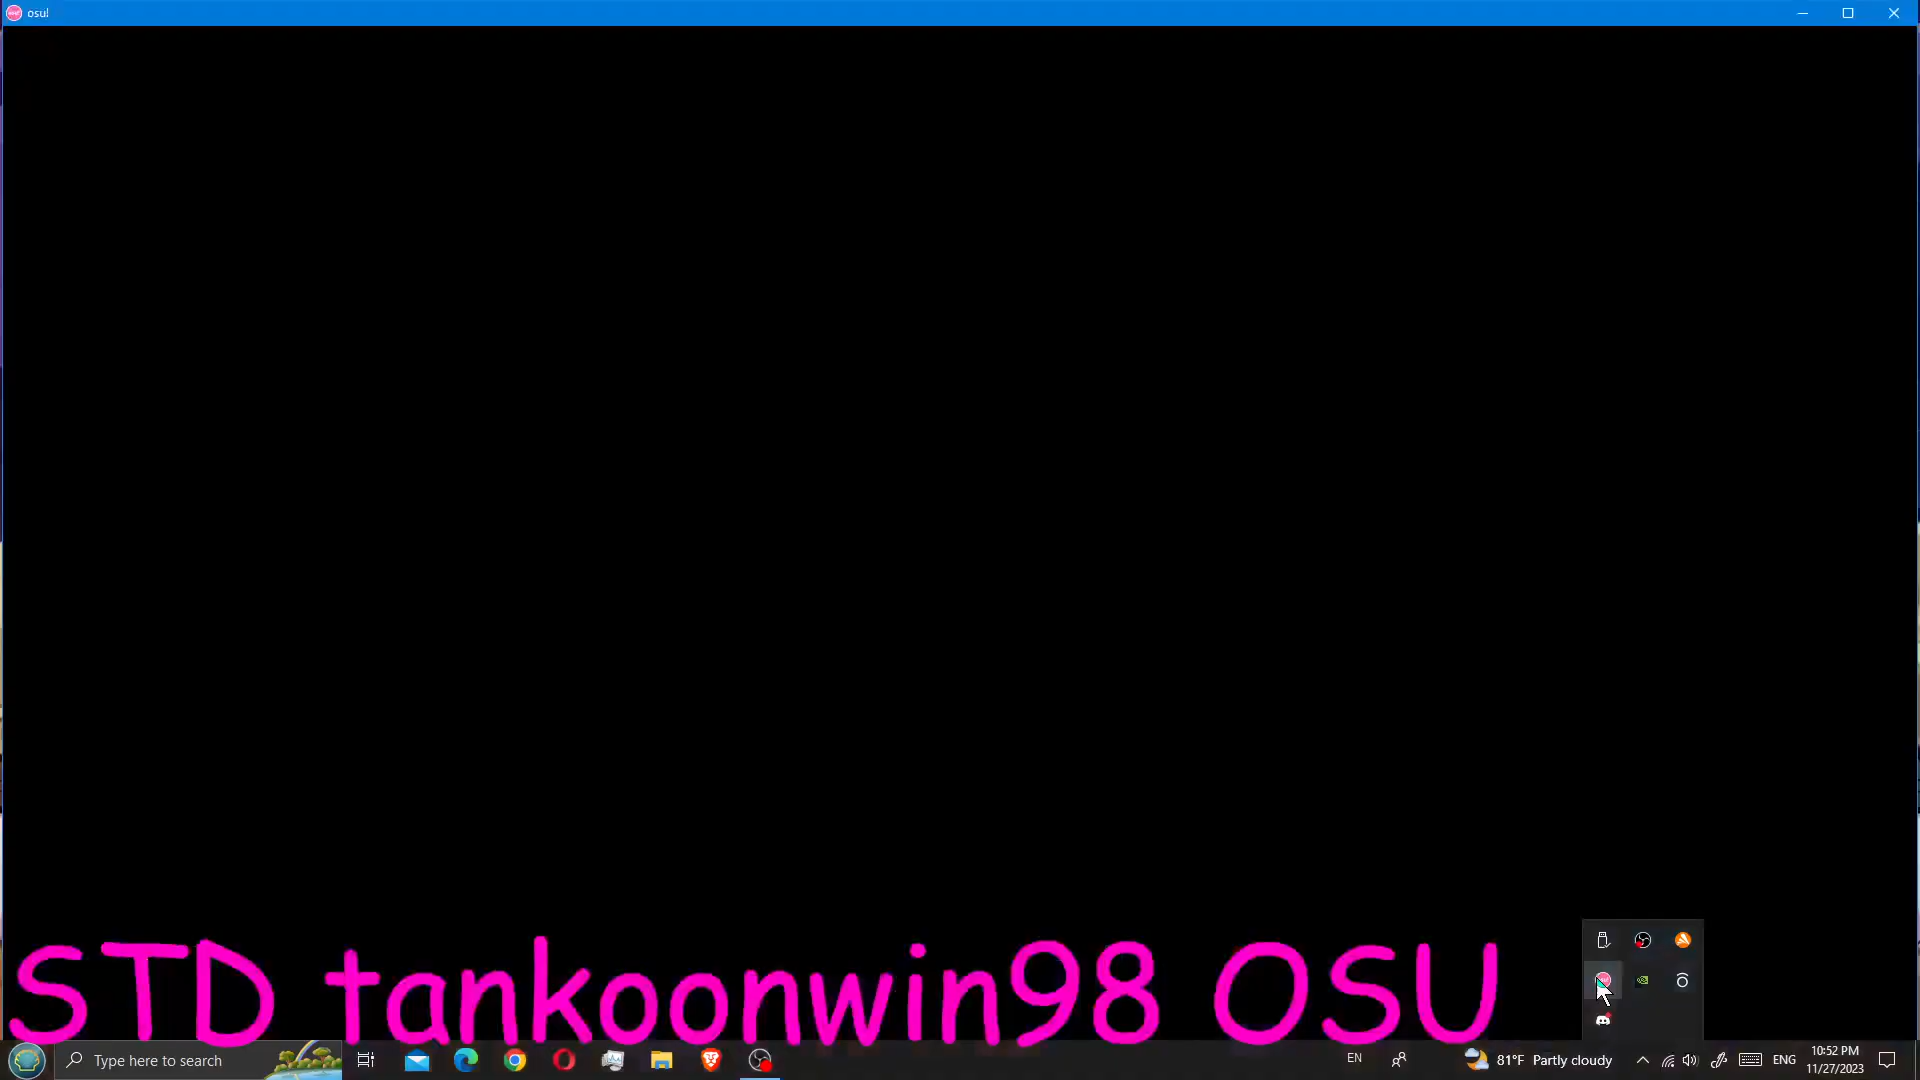 osu!
STD tankoonwin98 OSU
Type here to search
EN
81°F Partly cloudy
ENG
10:52 PM
11/27/2023